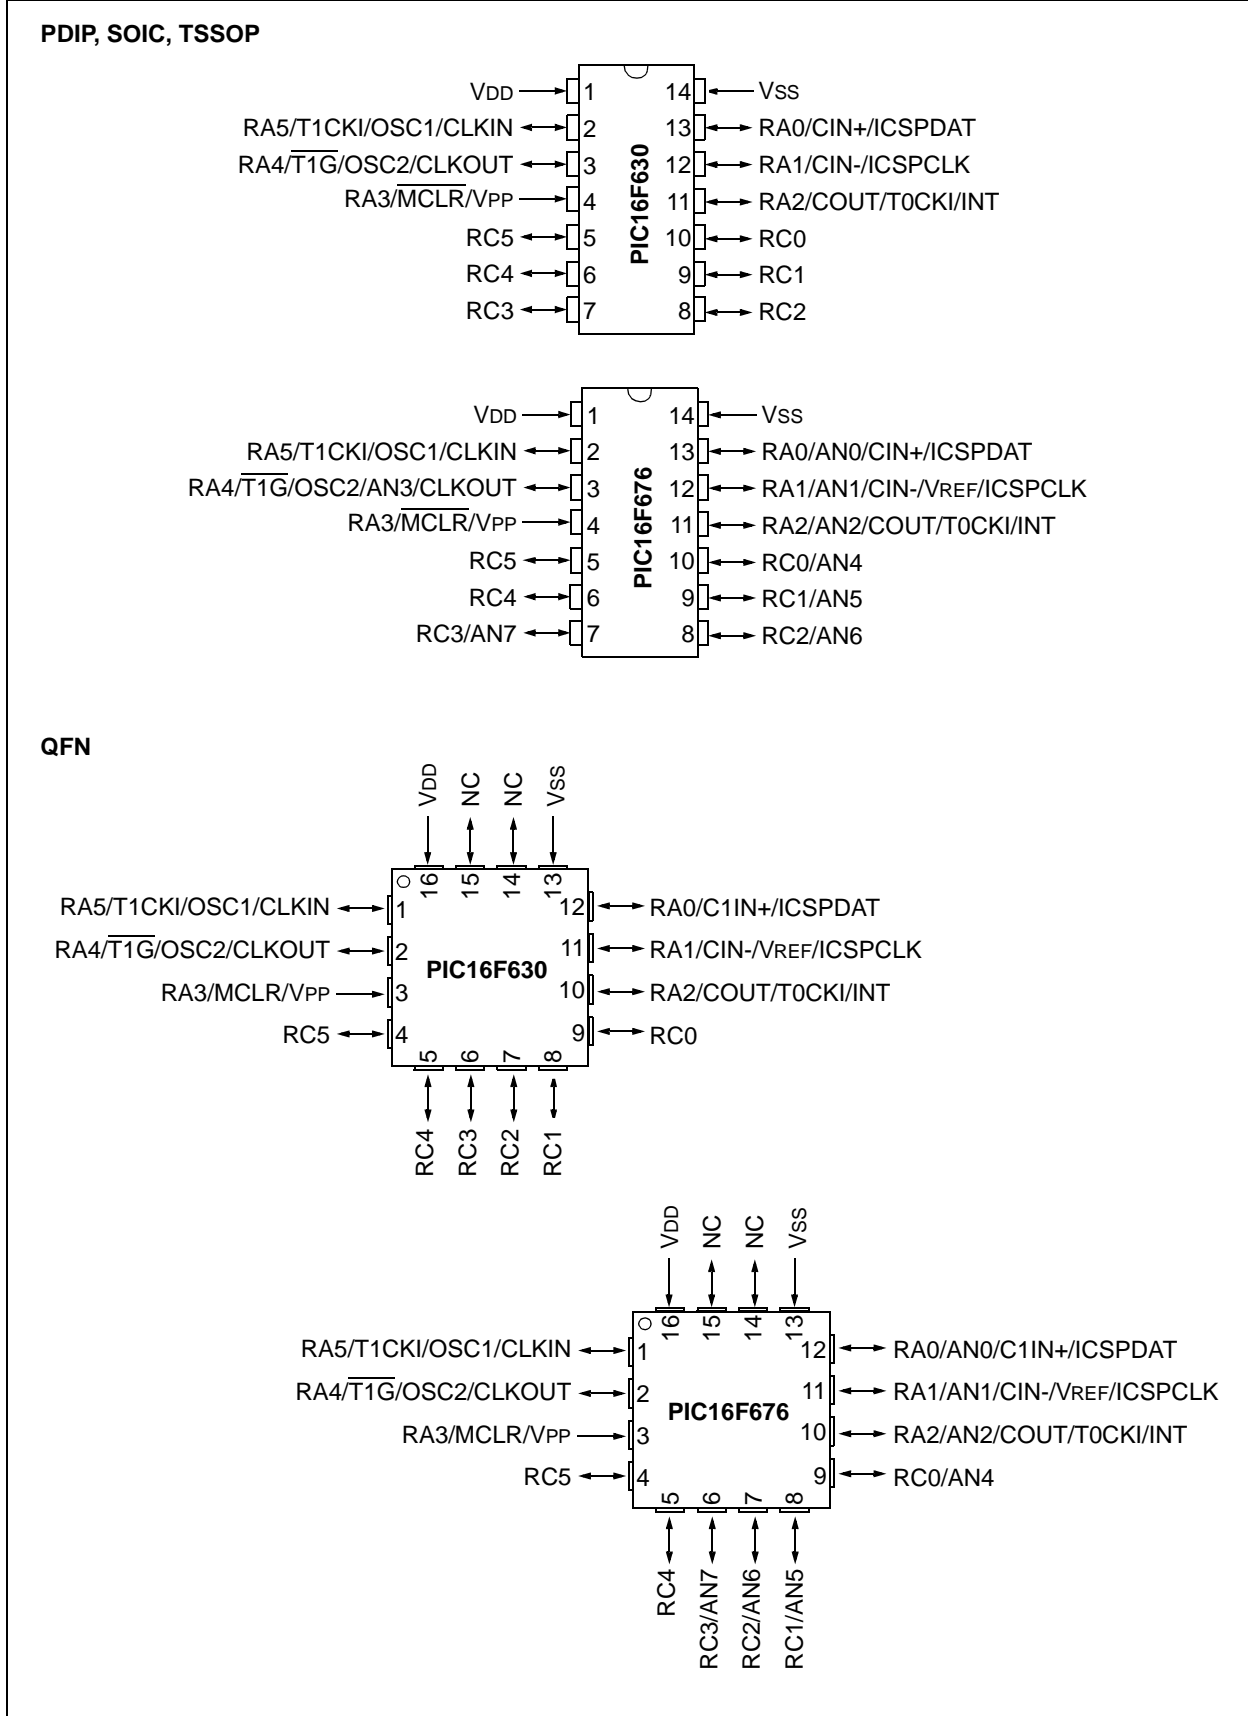 PDIP, SOIC, TSSOP
VDD 1 14 VSS
RA5/T1CKI/OSC1/CLKIN 2 13 RA0/CIN+/ICSPDAT
RA4/T1G/OSC2/CLKOUT 3 12 RA1/CIN-/ICSPCLK
RA3/MCLR/VPP 4 11 RA2/COUT/T0CKI/INT
RC5 5 10 RC0
RC4 6 9 RC1
RC3 7 8 RC2
PIC16F630
VDD 1 14 VSS
RA5/T1CKI/OSC1/CLKIN 2 13 RA0/AN0/CIN+/ICSPDAT
RA4/T1G/OSC2/AN3/CLKOUT 3 12 RA1/AN1/CIN-/VREF/ICSPCLK
RA3/MCLR/VPP 4 11 RA2/AN2/COUT/T0CKI/INT
RC5 5 10 RC0/AN4
RC4 6 9 RC1/AN5
RC3/AN7 7 8 RC2/AN6
PIC16F676
QFN
VDD NC NC VSS
16 15 14 13
RA5/T1CKI/OSC1/CLKIN 1 12 RA0/C1IN+/ICSPDAT
RA4/T1G/OSC2/CLKOUT 2 11 RA1/CIN-/VREF/ICSPCLK
PIC16F630
RA3/MCLR/VPP 3 10 RA2/COUT/T0CKI/INT
RC5 4 9 RC0
5 6 7 8
RC4 RC3 RC2 RC1
VDD NC NC VSS
16 15 14 13
RA5/T1CKI/OSC1/CLKIN 1 12 RA0/AN0/C1IN+/ICSPDAT
RA4/T1G/OSC2/CLKOUT 2 11 RA1/AN1/CIN-/VREF/ICSPCLK
PIC16F676
RA3/MCLR/VPP 3 10 RA2/AN2/COUT/T0CKI/INT
RC5 4 9 RC0/AN4
5 6 7 8
RC4 RC3/AN7 RC2/AN6 RC1/AN5